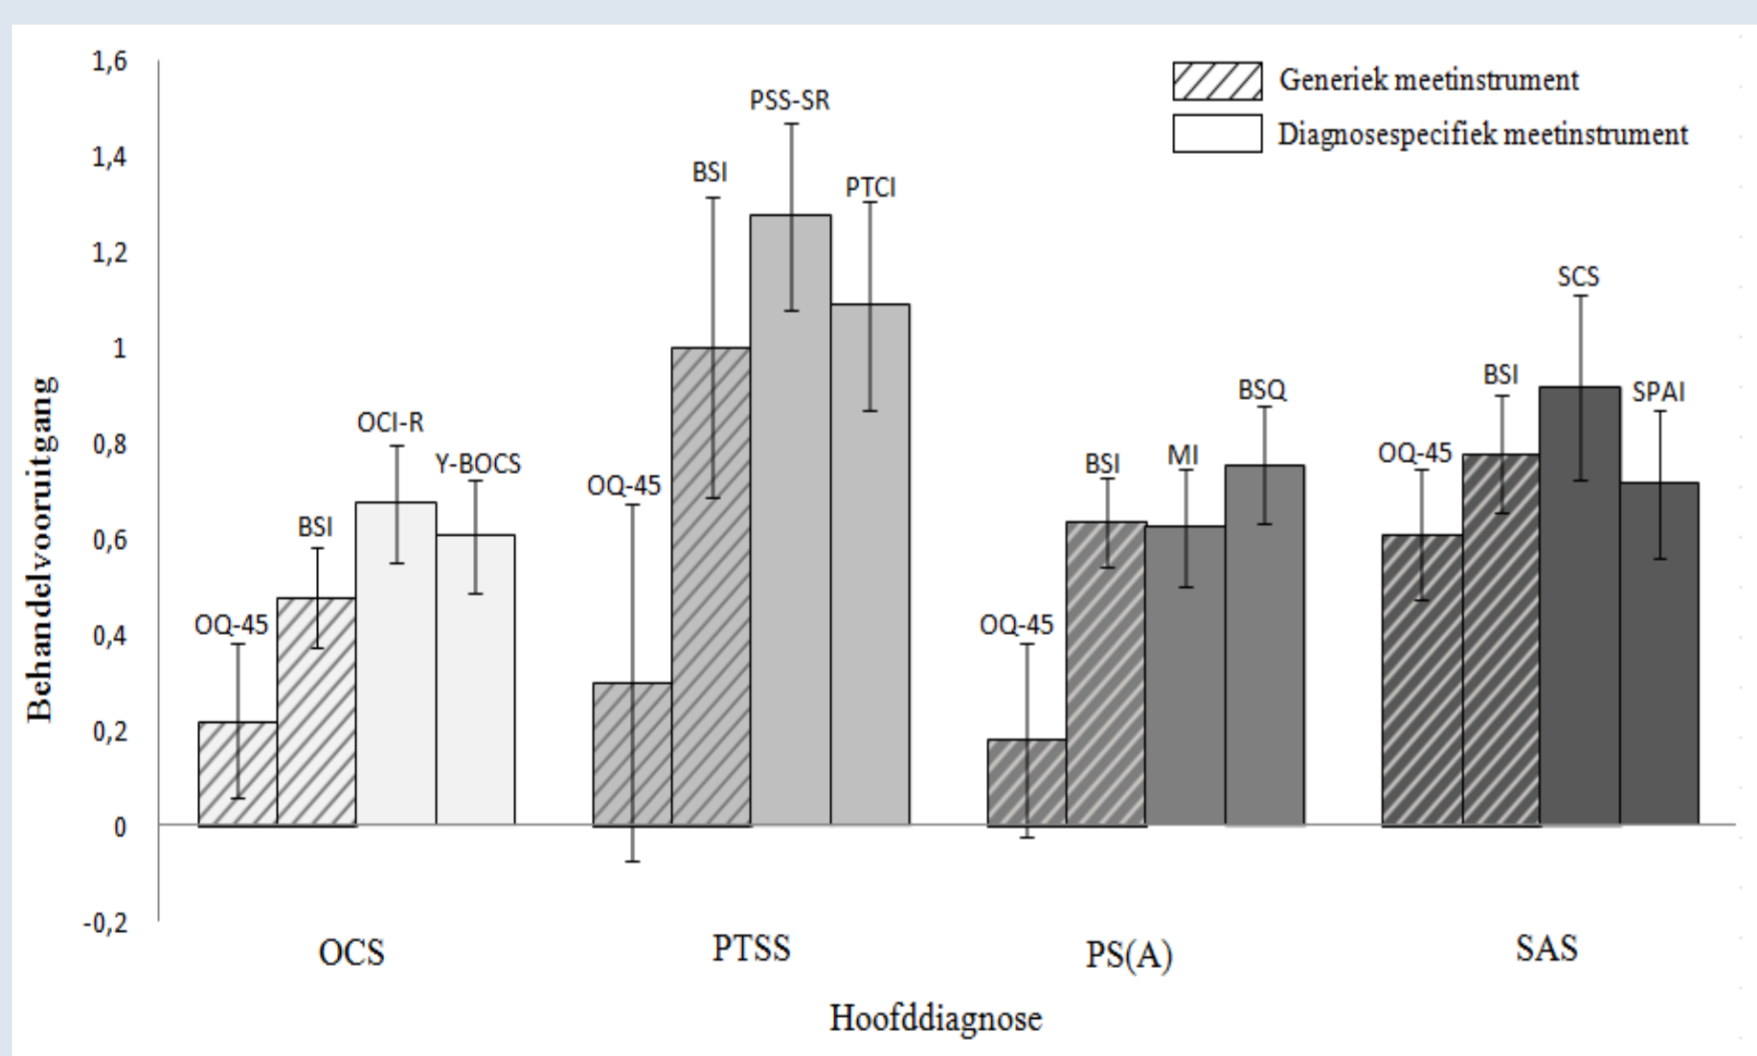 1,6
1,4
1,2
1
0,8
0,6
0,4
0,2
0
-0,2
Behandelvooruitgang
Generiek meetinstrument
Diagnosespecifiek meetinstrument
OQ-45
BSI
OCI-R
Y-BOCS
OQ-45
BSI
PSS-SR
PTCI
OQ-45
BSI
MI
BSQ
OQ-45
BSI
SCS
SPAI
OCS
PTSS
PS(A)
SAS
Hoofddiagnose